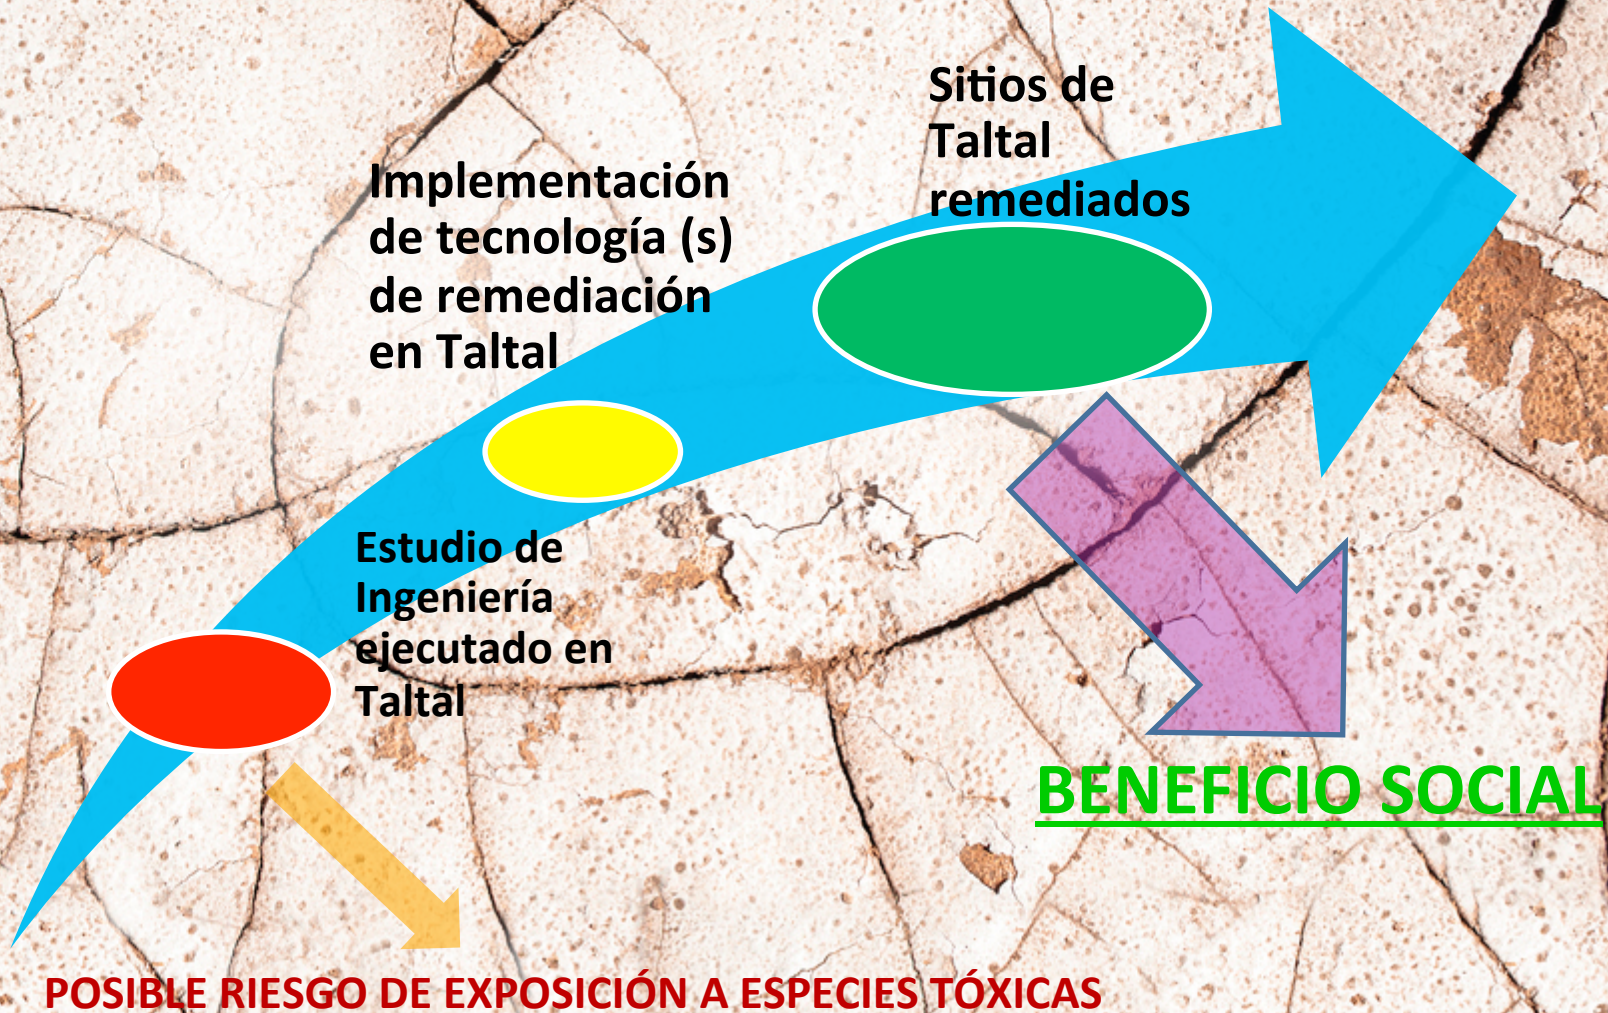 Sitios de
Taltal
remediados
Implementación
de tecnología (s)
de remediación
en Taltal
Estudio de
Ingeniería
ejecutado en
Taltal
BENEFICIO SOCIAL
POSIBLE RIESGO DE EXPOSICIÓN A ESPECIES TÓXICAS